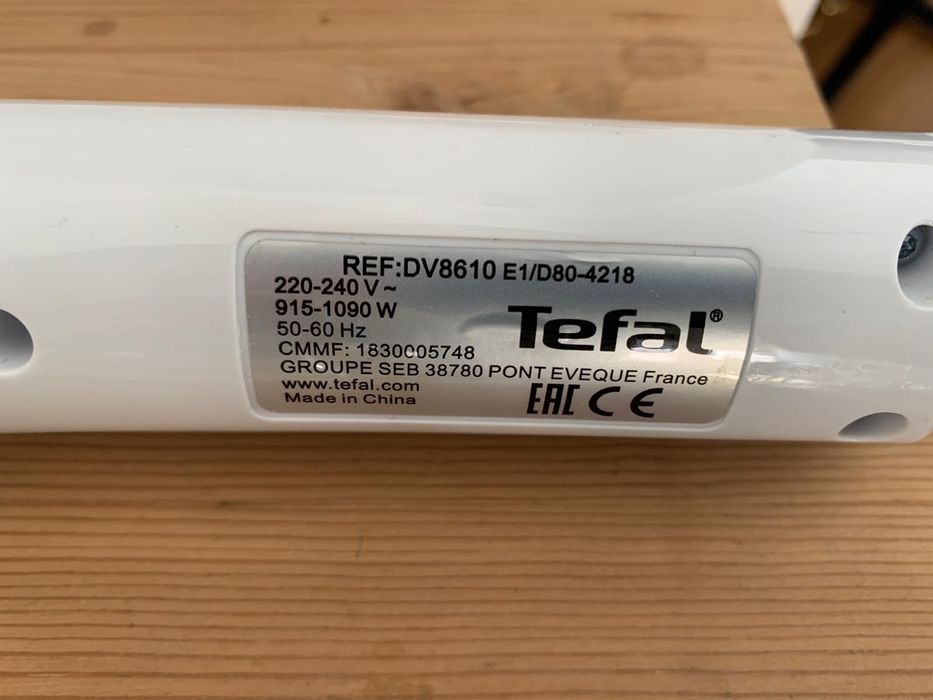 REF:DV8610 E1/D80-4218
220-240 V ~
915-1090 W
50-60 Hz
Tefal®
CMMF: 1830005748
GROUPE SEB 38780 PONT EVEQUE France
www.tefal.com
Made in China
EAC CE